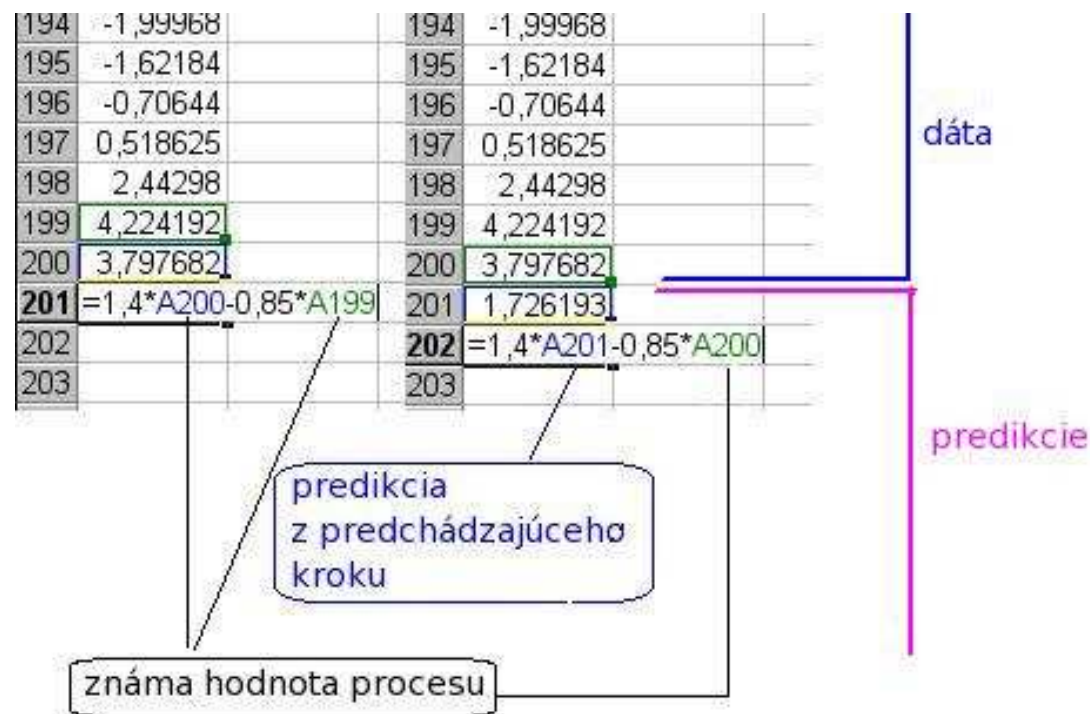 194 -1,99968 194 -1,99968
195 -1,62184 195 -1,62184
196 -0,70644 196 -0,70644
197 0,518625 197 0,518625
198 2,44298 198 2,44298
199 4,224192 199 4,224192
200 3,797682 200 3,797682
201 =1,4*A200-0,85*A199 201 1,726193
202 202 =1,4*A201-0,85*A200
203 203
dáta
predikcie
predikcia
z predchádzajúceho
kroku
známa hodnota procesu